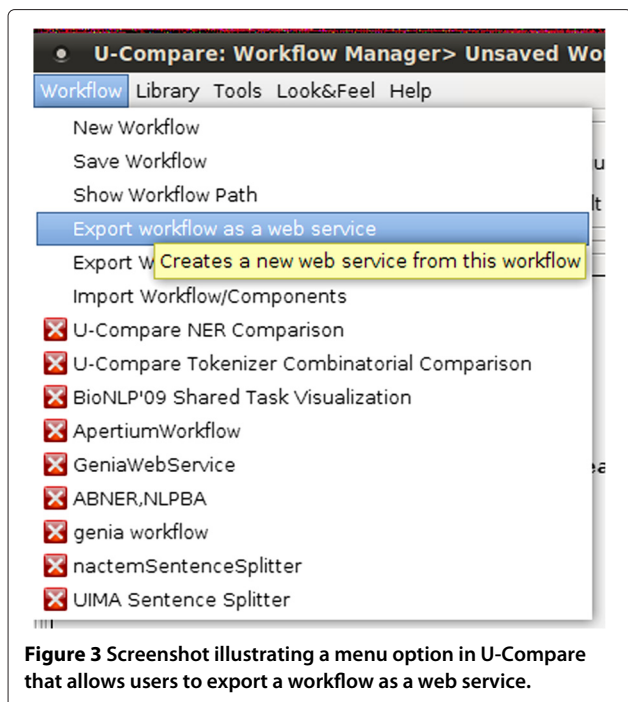 U-Compare: Workflow Manager> Unsaved Wo
Workflow Library Tools Look&Feel Help
New Workflow
Save Workflow
Show Workflow Path
Export workflow as a web service
Export W
Creates a new web service from this workflow
Import Workflow/Components
U-Compare NER Comparison
U-Compare Tokenizer Combinatorial Comparison
BioNLP'09 Shared Task Visualization
ApertiumWorkflow
GeniaWebService
ABNER,NLPBA
genia workflow
nactemSentenceSplitter
UIMA Sentence Splitter
Figure 3 Screenshot illustrating a menu option in U-Compare
that allows users to export a workflow as a web service.